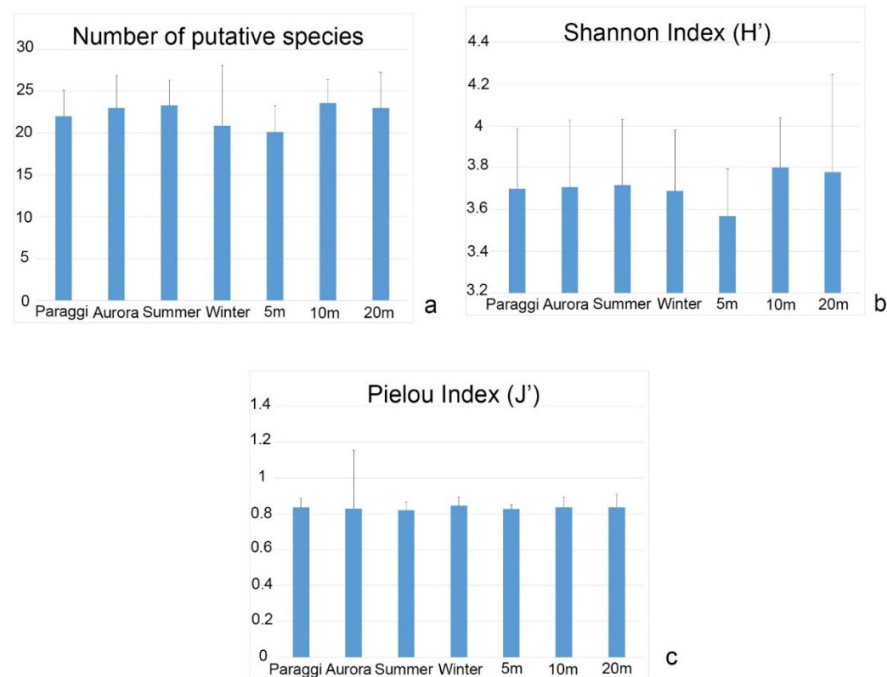 Number of putative species
30
25
20
15
10
5
0
Paraggi Aurora Summer Winter 5m 10m 20m
a
Shannon Index (H’)
4.4
4.2
4
3.8
3.6
3.4
3.2
Paraggi Aurora Summer Winter 5m 10m 20m
b
Pielou Index (J’)
1.4
1.2
1
0.8
0.6
0.4
0.2
0
Paraggi Aurora Summer Winter 5m 10m 20m
c